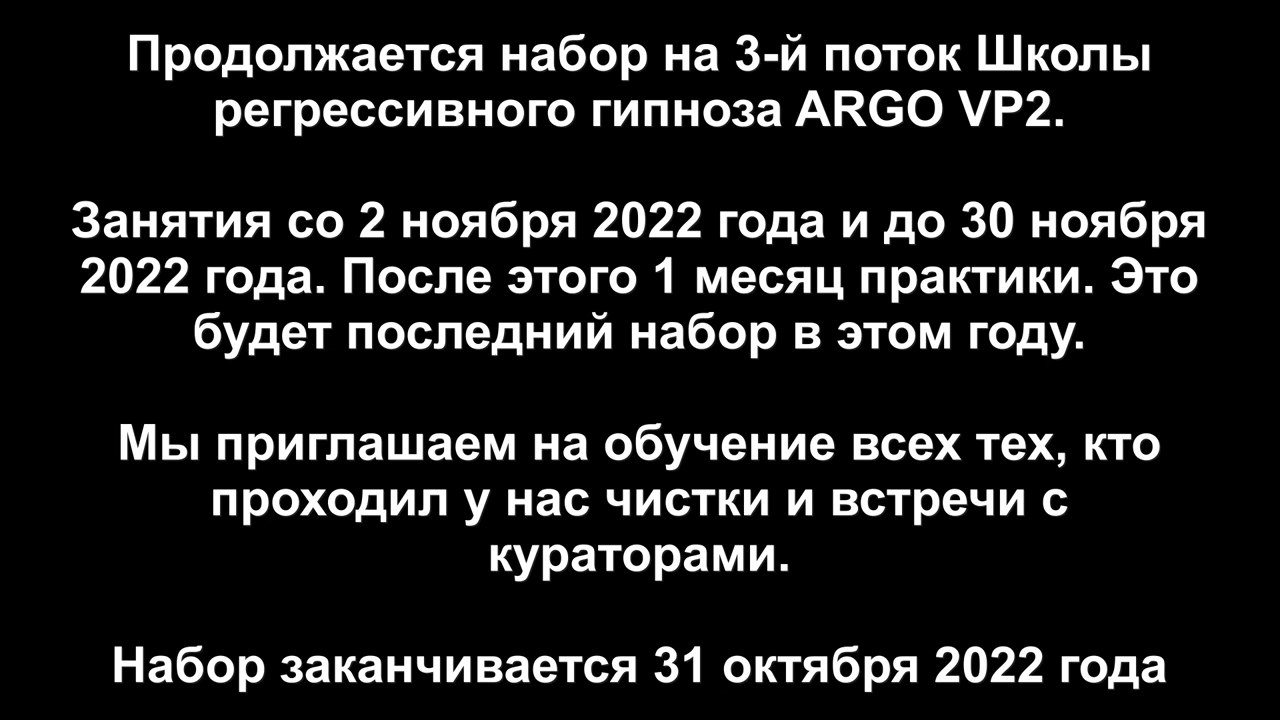 Продолжается набор на 3-й поток Школы
регрессивного гипноза ARGO VP2.
Занятия со 2 ноября 2022 года и до 30 ноября
2022 года. После этого 1 месяц практики. Это
будет последний набор в этом году.
Мы приглашаем на обучение всех тех, кто
проходил у нас чистки и встречи с
кураторами.
Набор заканчивается 31 октября 2022 года